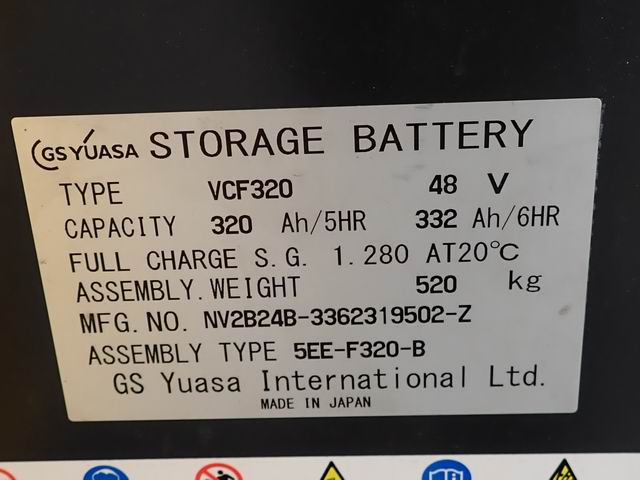 GS YUASA STORAGE BATTERY
TYPE VCF320 48 V
CAPACITY 320 Ah/5HR 332 Ah/6HR
FULL CHARGE S.G. 1.280 AT20℃
ASSEMBLY.WEIGHT 520 kg
MFG.NO. NV2B24B-3362319502-Z
ASSEMBLY TYPE 5EE-F320-B
GS Yuasa International Ltd.
MADE IN JAPAN